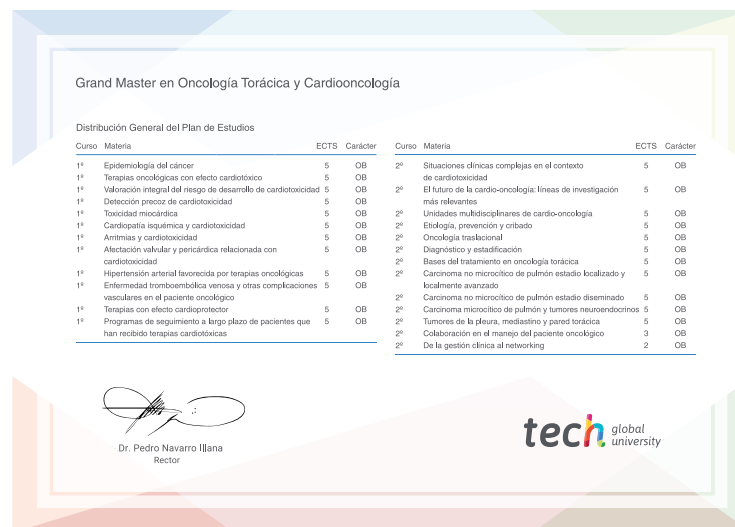 Grand Master en Oncología Torácica y Cardiooncología
Distribución General del Plan de Estudios
Curso Materia ECTS Carácter
1º Epidemiología del cáncer 5 OB
1º Terapias oncológicas con efecto cardiotóxico 5 OB
1º Valoración integral del riesgo de desarrollo de cardiotoxicidad 5 OB
1º Detección precoz de cardiotoxicidad 5 OB
1º Toxicidad miocárdica 5 OB
1º Cardiopatía isquémica y cardiotoxicidad 5 OB
1º Arritmias y cardiotoxicidad 5 OB
1º Afectación valvular y pericárdica relacionada con 5 OB
cardiotoxicidad
1º Hipertensión arterial favorecida por terapias oncológicas 5 OB
1º Enfermedad tromboembólica venosa y otras complicaciones 5 OB
vasculares en el paciente oncológico
1º Terapias con efecto cardioprotector 5 OB
1º Programas de seguimiento a largo plazo de pacientes que 5 OB
han recibido terapias cardiotóxicas
Curso Materia ECTS Carácter
2º Situaciones clínicas complejas en el contexto 5 OB
de cardiotoxicidad
2º El futuro de la cardio-oncología: líneas de investigación 5 OB
más relevantes
2º Unidades multidisciplinares de cardio-oncología 5 OB
2º Etiología, prevención y cribado 5 OB
2º Oncología traslacional 5 OB
2º Diagnóstico y estadificación 5 OB
2º Bases del tratamiento en oncología torácica 5 OB
2º Carcinoma no microcítico de pulmón estadio localizado y 5 OB
localmente avanzado
2º Carcinoma no microcítico de pulmón estadio diseminado 5 OB
2º Carcinoma microcítico de pulmón y tumores neuroendocrinos 5 OB
2º Tumores de la pleura, mediastino y pared torácica 5 OB
2º Colaboración en el manejo del paciente oncológico 3 OB
2º De la gestión clínica al networking 2 OB
Dr. Pedro Navarro Illana
Rector
tech global
university